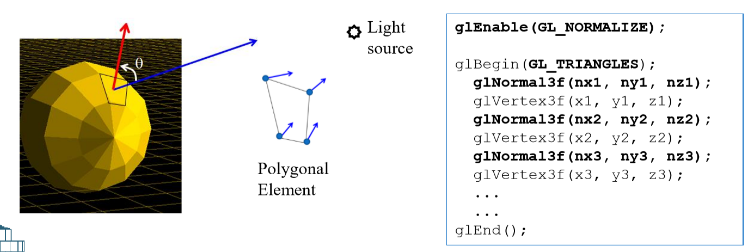 θ
Light
source
Polygonal
Element
glEnable(GL_NORMALIZE);
glBegin(GL_TRIANGLES);
glNormal3f(nx1, ny1, nz1);
glVertex3f(x1, y1, z1);
glNormal3f(nx2, ny2, nz2);
glVertex3f(x2, y2, z2);
glNormal3f(nx3, ny3, nz3);
glVertex3f(x3, y3, z3);
...
...
glEnd();